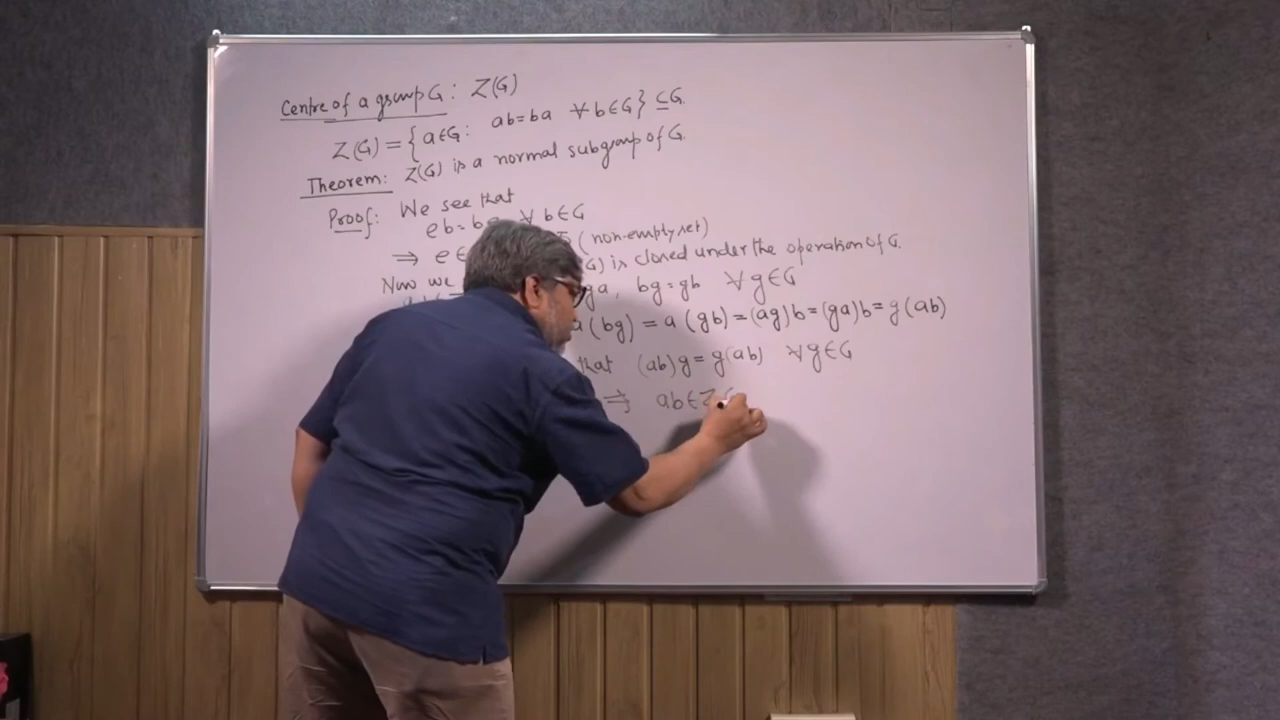 Centre of a group G: Z(G)
Z(G) = { a∈G: ab=ba ∀ b∈G } ⊆ G.
Theorem: Z(G) is a normal subgroup of G.
Proof: We see that
eb = be ∀ b∈G
⇒ e ∈ (non-empty set)
Now we G) is closed under the operation of G.
ga, bg = gb ∀ g∈G
a(bg) = a(gb) = (ag)b = (ga)b = g(ab)
that (ab)g = g(ab) ∀ g∈G
⇒ ab∈Z